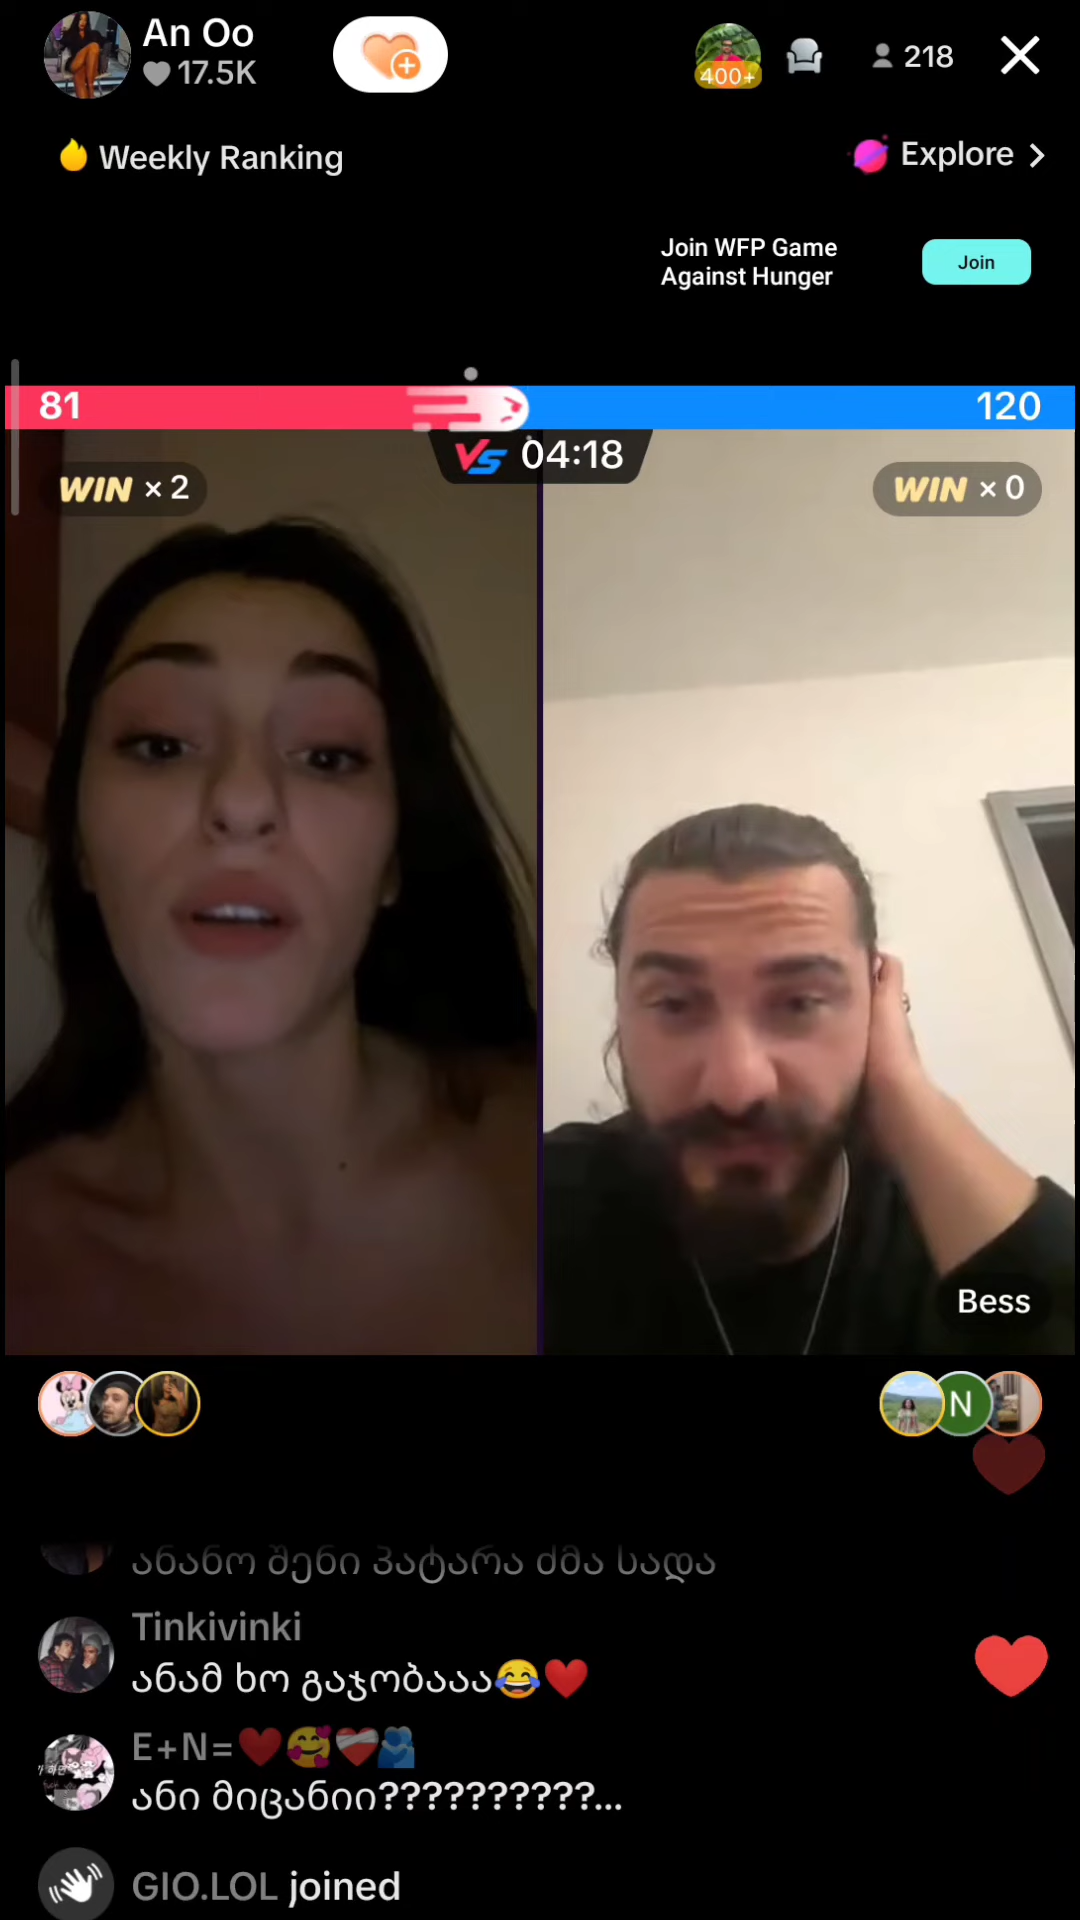 An Oo
17.5K
400+
218
Weekly Ranking
Explore
Join WFP Game
Against Hunger
Join
81
120
VS 04:18
WIN × 2
WIN × 0
Bess
N
ანანო შენი პატარა ძმა სადა
Tinkivinki
ანამ ხო გაჯობააა😂❤️
E+N=❤️🥰❤️‍🩹🫂
ანი მიცანიი??????????...
GIO.LOL joined